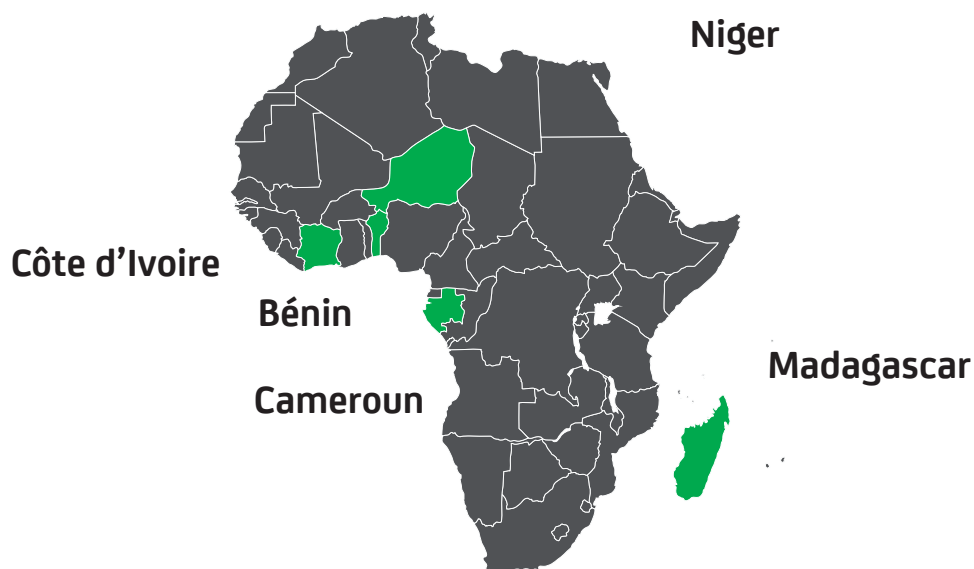 Niger
Côte d’Ivoire
Bénin
Madagascar
Cameroun